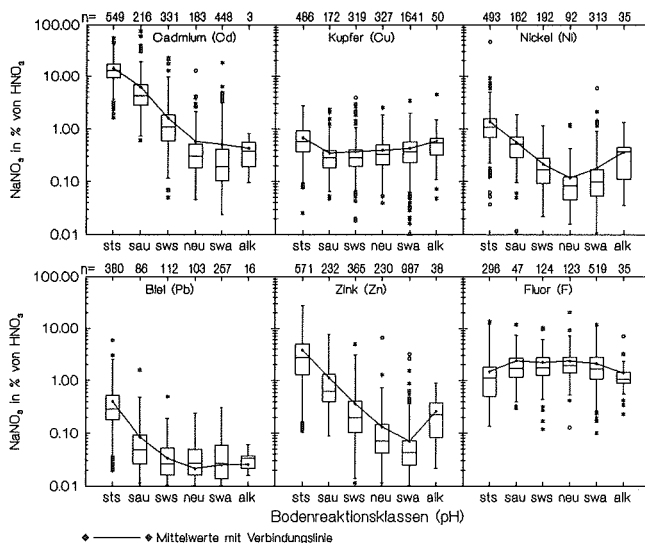 n= 549 216 331 183 448 3 486 172 319 327 1641 50 493 162 192 92 313 35
Cadmium (Cd) Kupfer (Cu) Nickel (Ni)
NaNO₃ in % von HNO₃
100.00
10.00
1.00
0.10
0.01
sts sau sws neu swa alk sts sau sws neu swa alk sts sau sws neu swa alk
n= 380 86 112 103 257 16 571 232 365 230 987 38 296 47 124 123 519 35
Blei (Pb) Zink (Zn) Fluor (F)
NaNO₃ in % von HNO₃
100.00
10.00
1.00
0.10
0.01
sts sau sws neu swa alk sts sau sws neu swa alk sts sau sws neu swa alk
Bodenreaktionsklassen (pH)
Mittelwerte mit Verbindungslinie